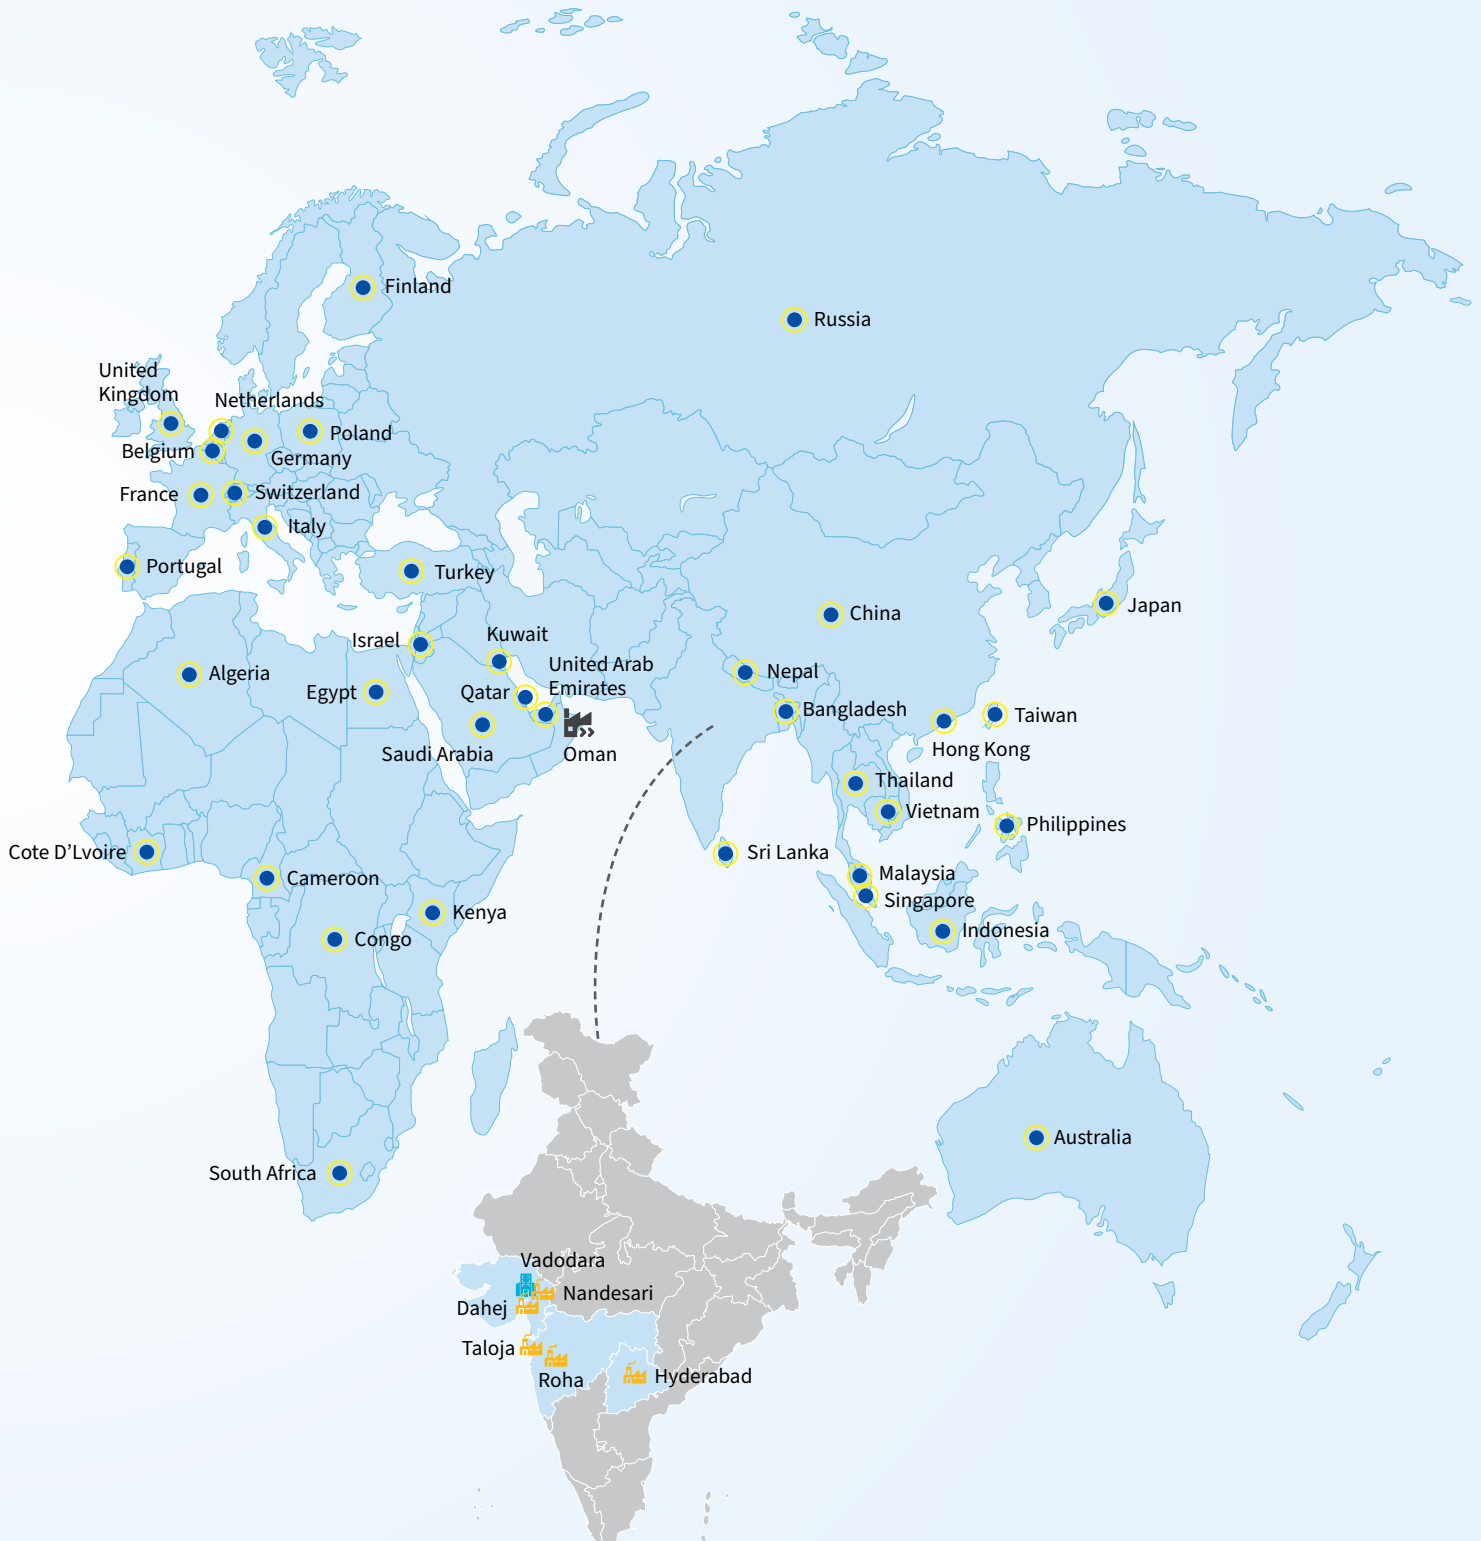 Finland
Russia
United
Kingdom
Netherlands
Poland
Belgium
Germany
France
Switzerland
Italy
Portugal
Turkey
China
Japan
Israel
Kuwait
United Arab
Emirates
Algeria
Egypt
Qatar
Nepal
Bangladesh
Taiwan
Saudi Arabia
Oman
Hong Kong
Thailand
Vietnam
Philippines
Cote D’Lvoire
Sri Lanka
Cameroon
Malaysia
Singapore
Kenya
Congo
Indonesia
Australia
South Africa
Vadodara
Nandesari
Dahej
Taloja
Roha
Hyderabad